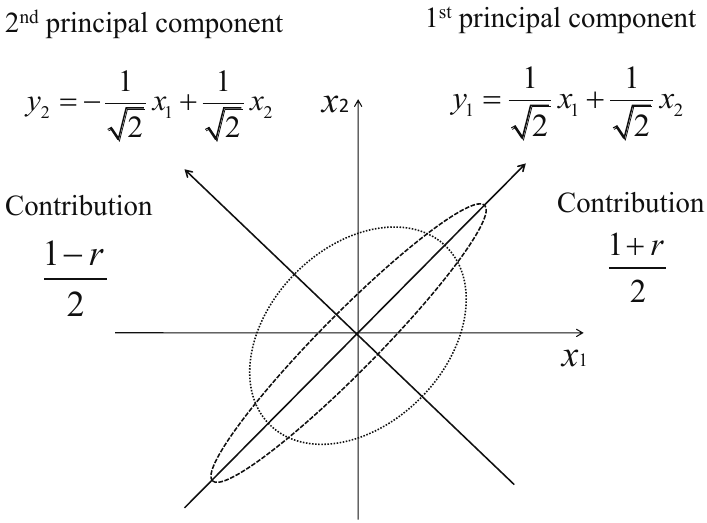 2nd principal component
y₂ = −1/√2 x₁ + 1/√2 x₂
Contribution
1 − r / 2
x2
1st principal component
y₁ = 1/√2 x₁ + 1/√2 x₂
Contribution
1 + r / 2
x1